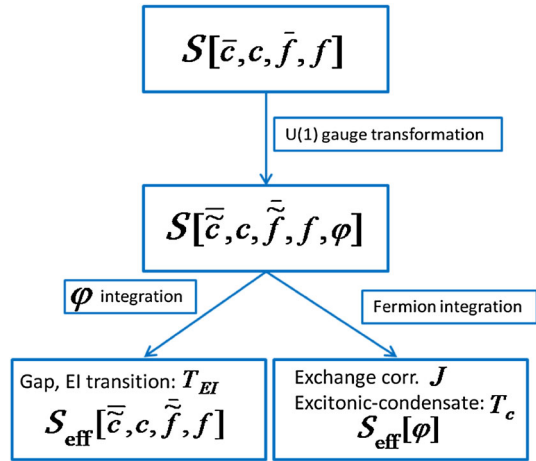 S[c̄,c,f̄,f]
U(1) gauge transformation
S[c̃̄,c,f̃̄,f,φ]
φ integration
Fermion integration
Gap, EI transition: T_EI
S_eff[c̃̄,c,f̃̄,f]
Exchange corr. J
Excitonic-condensate: T_c
S_eff[φ]